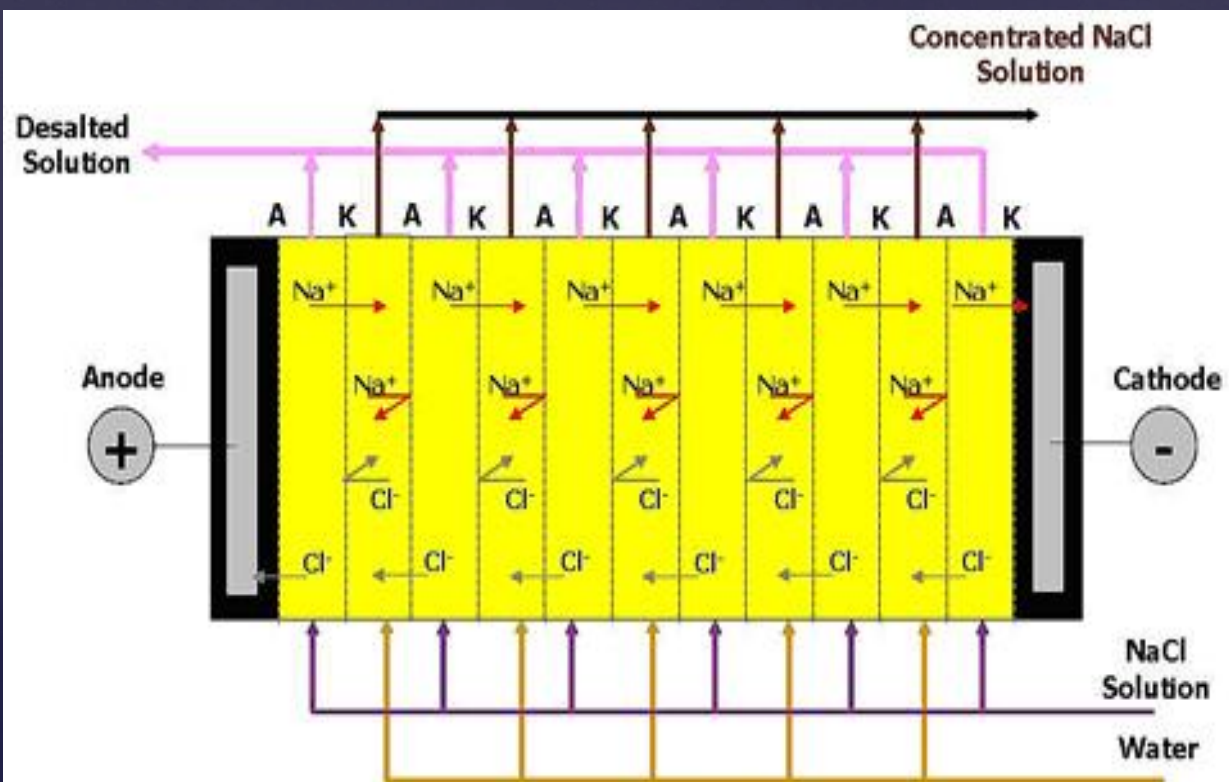 Concentrated NaCl
Solution
Desalted
Solution
A K A K A K A K A K A K
Na⁺ Na⁺ Na⁺ Na⁺ Na⁺ Na⁺
Anode
Cathode
Na⁺ Na⁺ Na⁺ Na⁺ Na⁺
+
-
Cl⁻ Cl⁻ Cl⁻ Cl⁻ Cl⁻
Cl⁻ Cl⁻ Cl⁻ Cl⁻ Cl⁻ Cl⁻
NaCl
Solution
Water